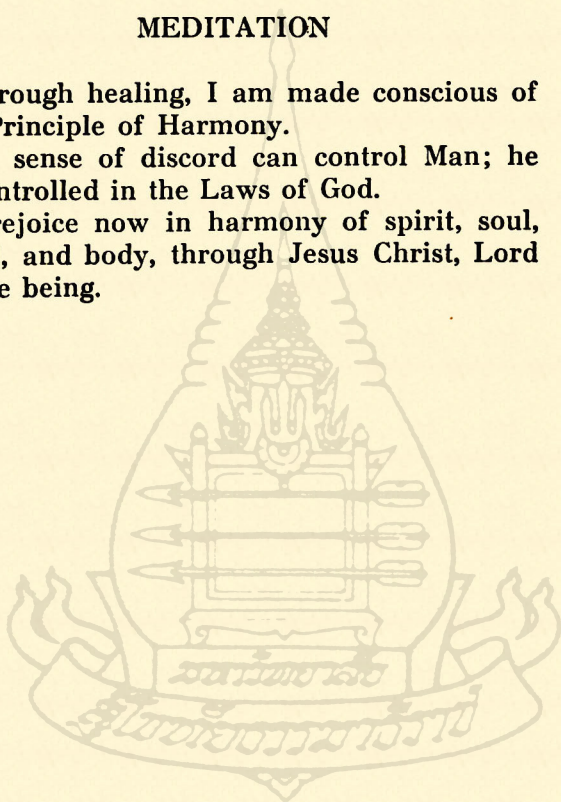 MEDITATION
rough healing, I am made conscious of
Principle of Harmony.
sense of discord can control Man; he
ntrolled in the Laws of God.
ejoice now in harmony of spirit, soul,
, and body, through Jesus Christ, Lord
e being.